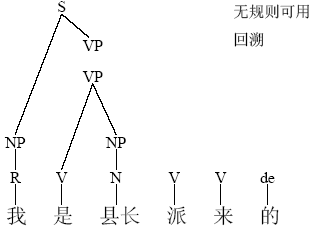 S 无规则可用
VP 回溯
VP
NP NP
R V N V V de
我 是 县长 派 来 的